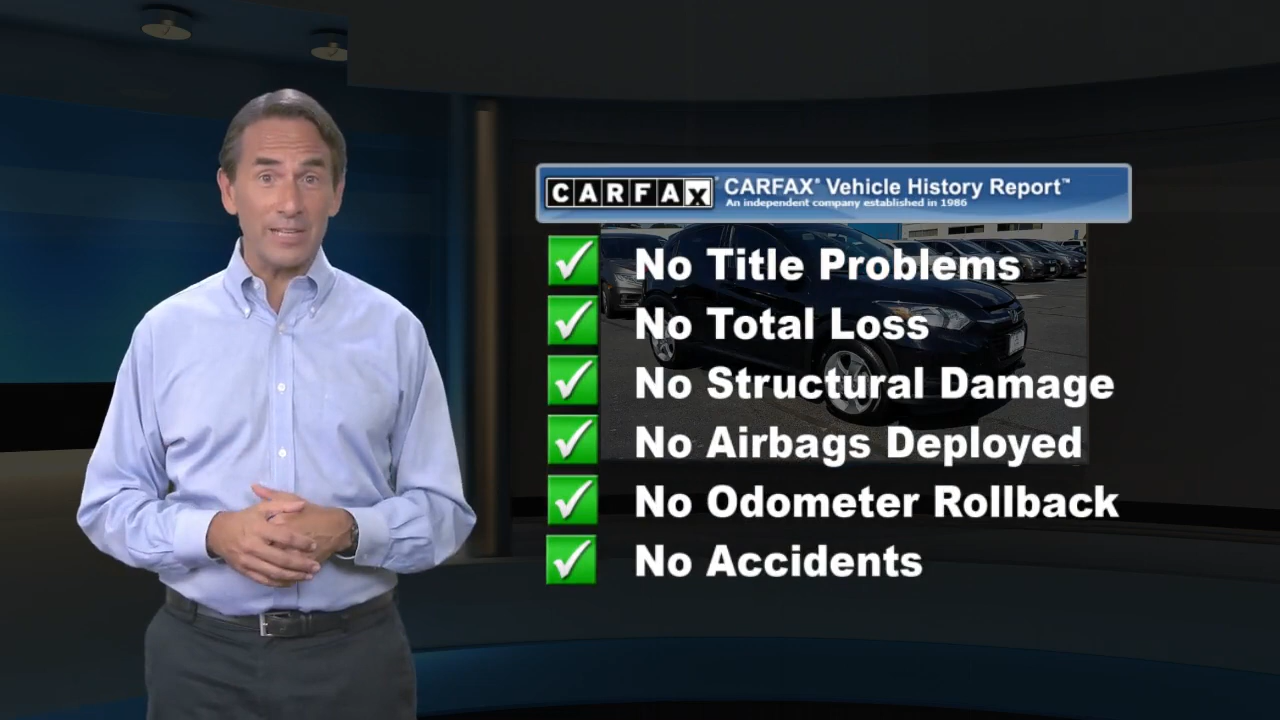 CARFAX® CARFAX® Vehicle History Report™
An independent company established in 1986
No Title Problems
No Total Loss
No Structural Damage
No Airbags Deployed
No Odometer Rollback
No Accidents